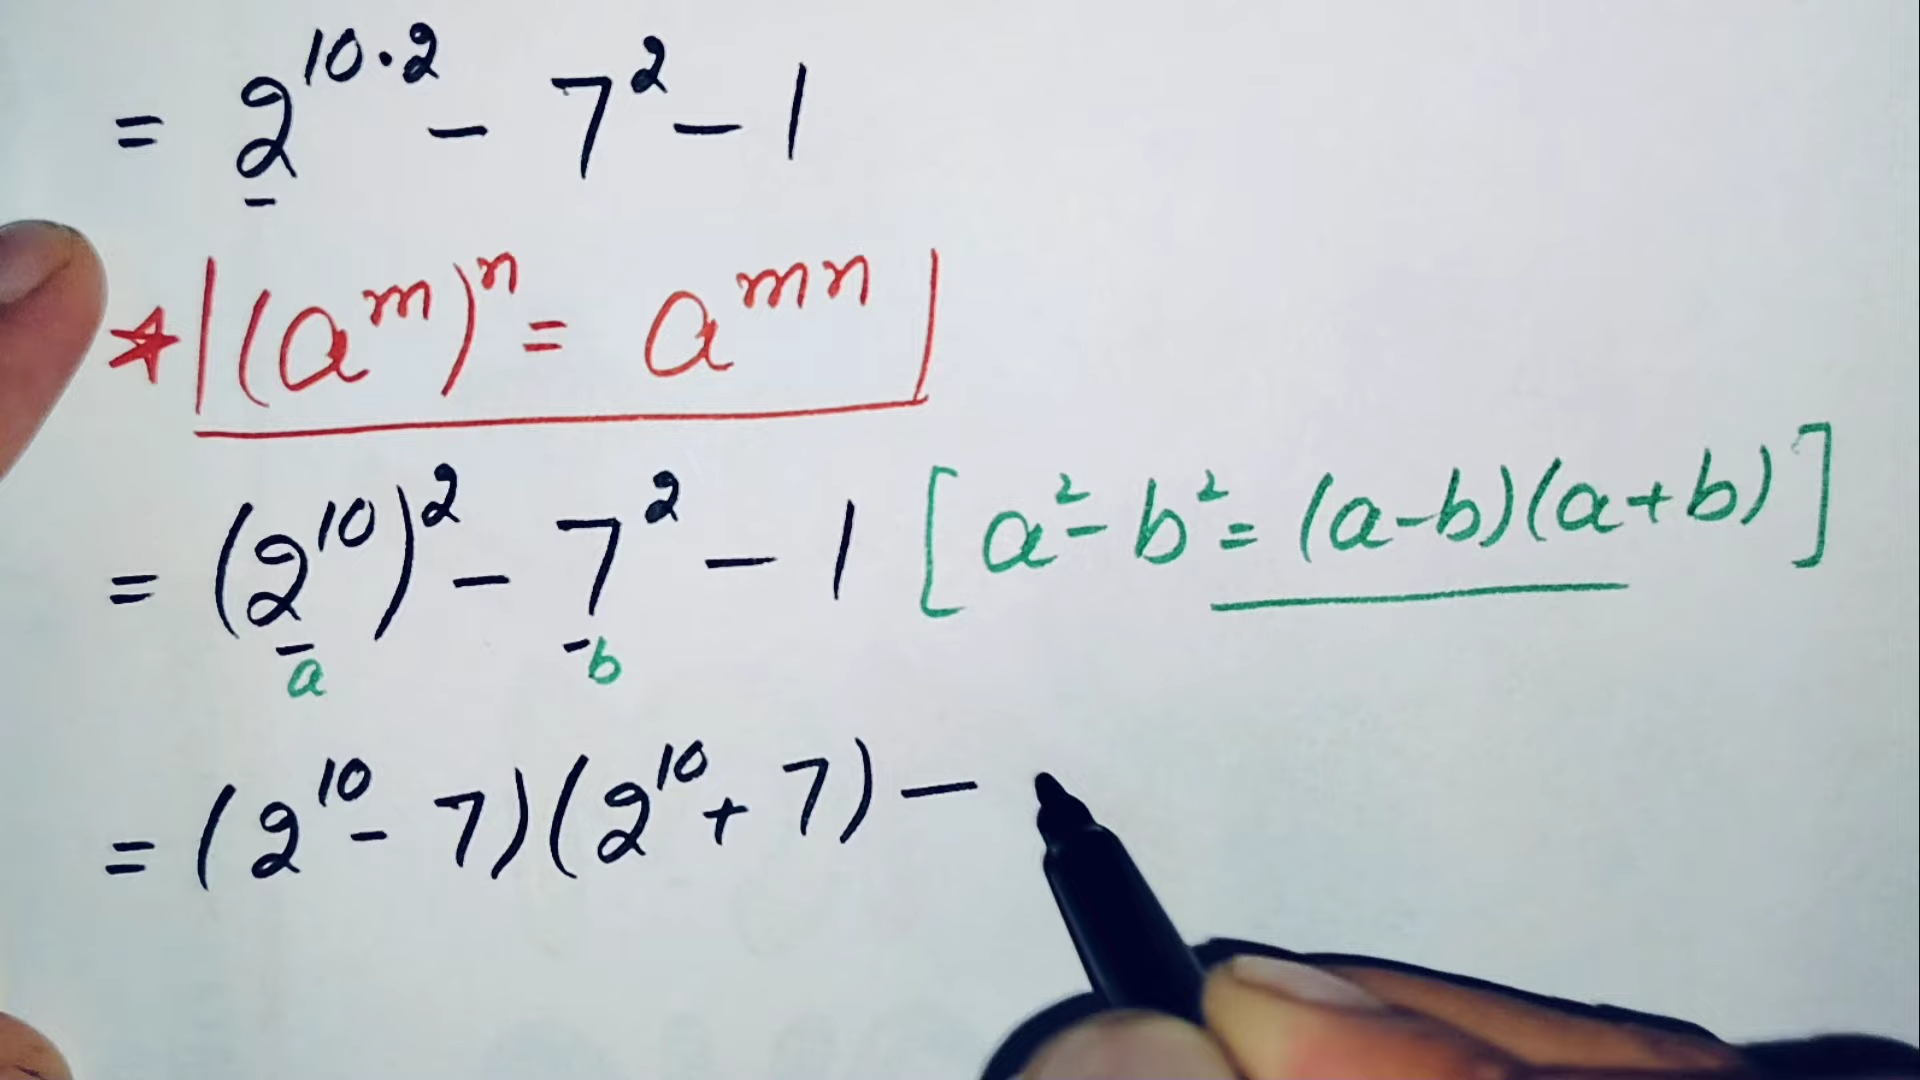 = 2^{10·2} - 7² - 1
* (a^m)^n = a^{mn}
= (2^{10})² - 7² - 1 [a² - b² = (a-b)(a+b)]
a b
= (2^{10} - 7)(2^{10} + 7) -